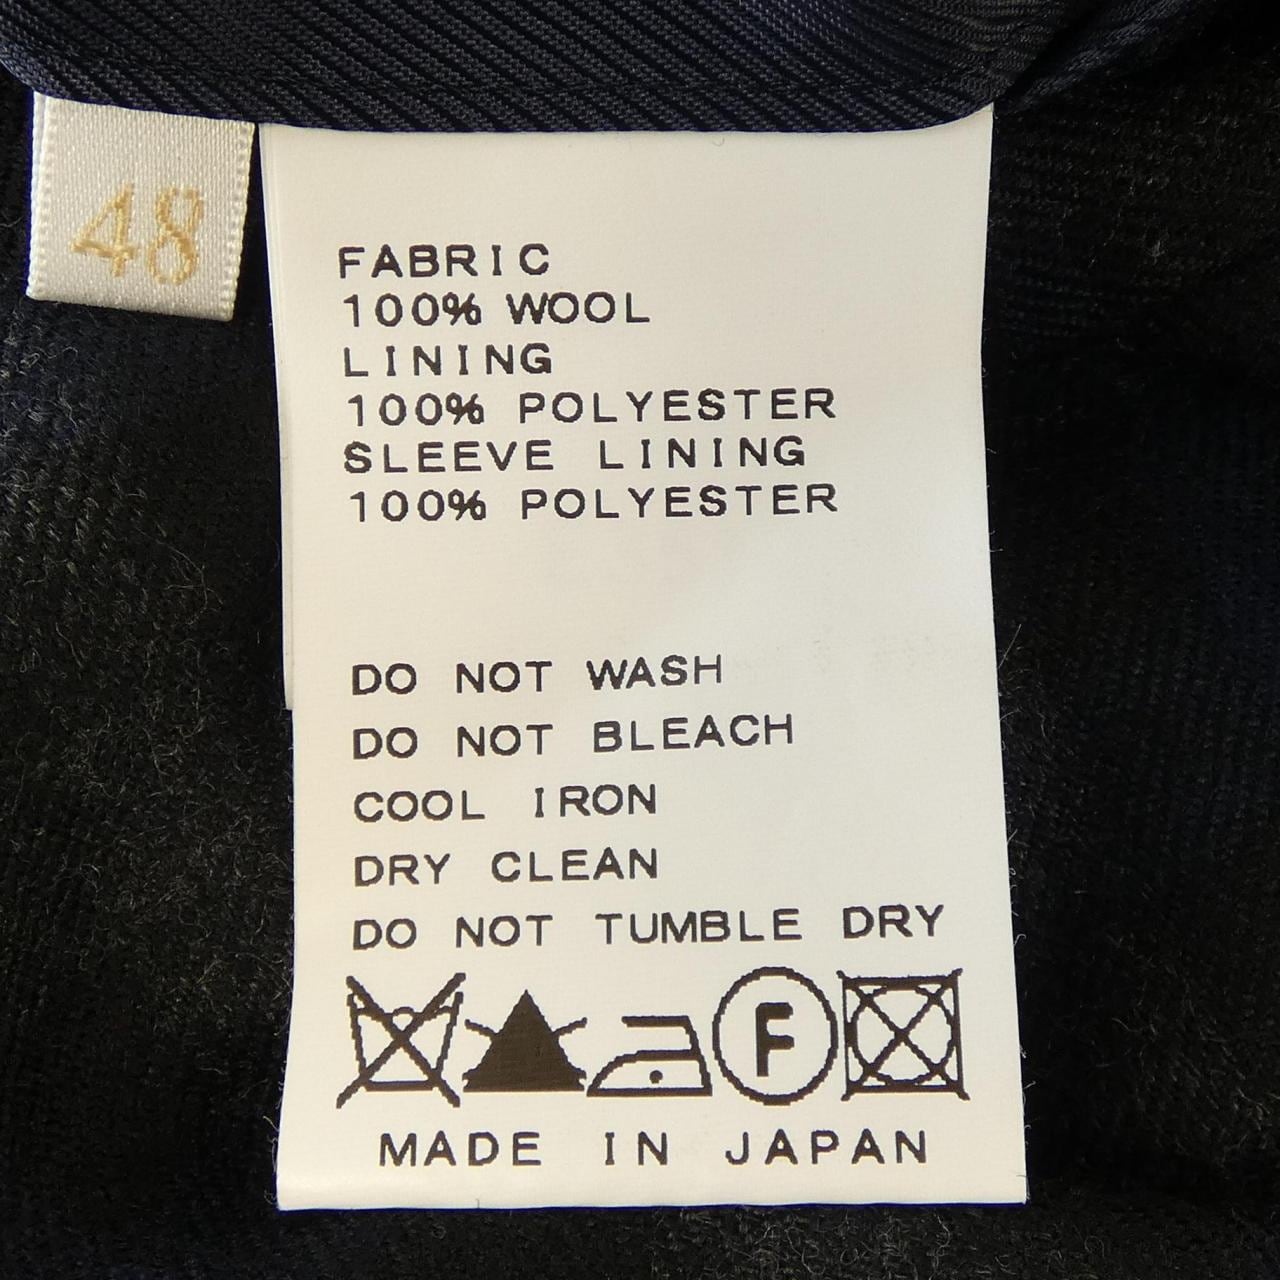 48
FABRIC
100% WOOL
LINING
100% POLYESTER
SLEEVE LINING
100% POLYESTER
DO NOT WASH
DO NOT BLEACH
COOL IRON
DRY CLEAN
DO NOT TUMBLE DRY
F
MADE IN JAPAN